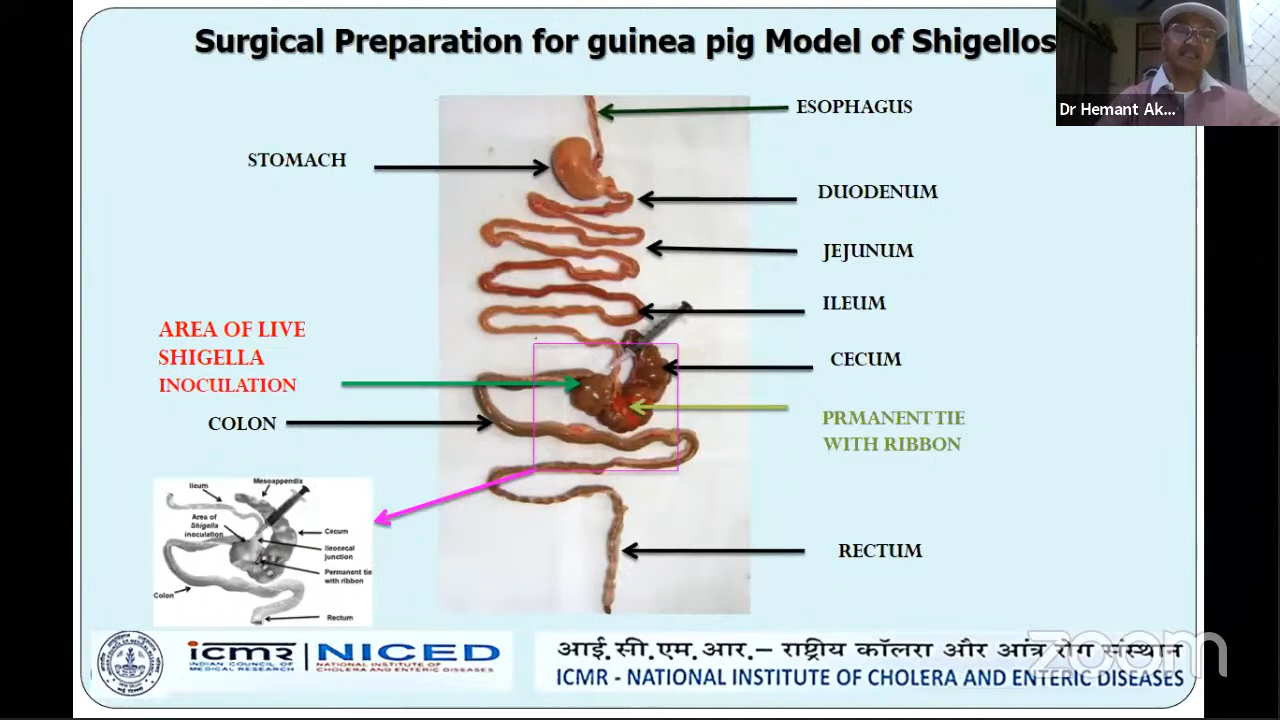 Surgical Preparation for guinea pig Model of Shigellos
Dr Hemant Ak...
ESOPHAGUS
STOMACH
DUODENUM
JEJUNUM
ILEUM
AREA OF LIVE
SHIGELLA
INOCULATION
CECUM
COLON
PRMANENT TIE
WITH RIBBON
RECTUM
Mesoappendix
Ileum
Area of
Shigella
inoculation
Cecum
Ileocecal
junction
Permanent tie
with ribbon
Colon
Rectum
icmr
INDIAN COUNCIL OF
MEDICAL RESEARCH
NICED
NATIONAL INSTITUTE OF
CHOLERA AND ENTERIC DISEASES
आई.सी.एम.आर.– राष्ट्रीय कॉलरा और आंत्र रोग संस्थान
ICMR - NATIONAL INSTITUTE OF CHOLERA AND ENTERIC DISEASES
zoom